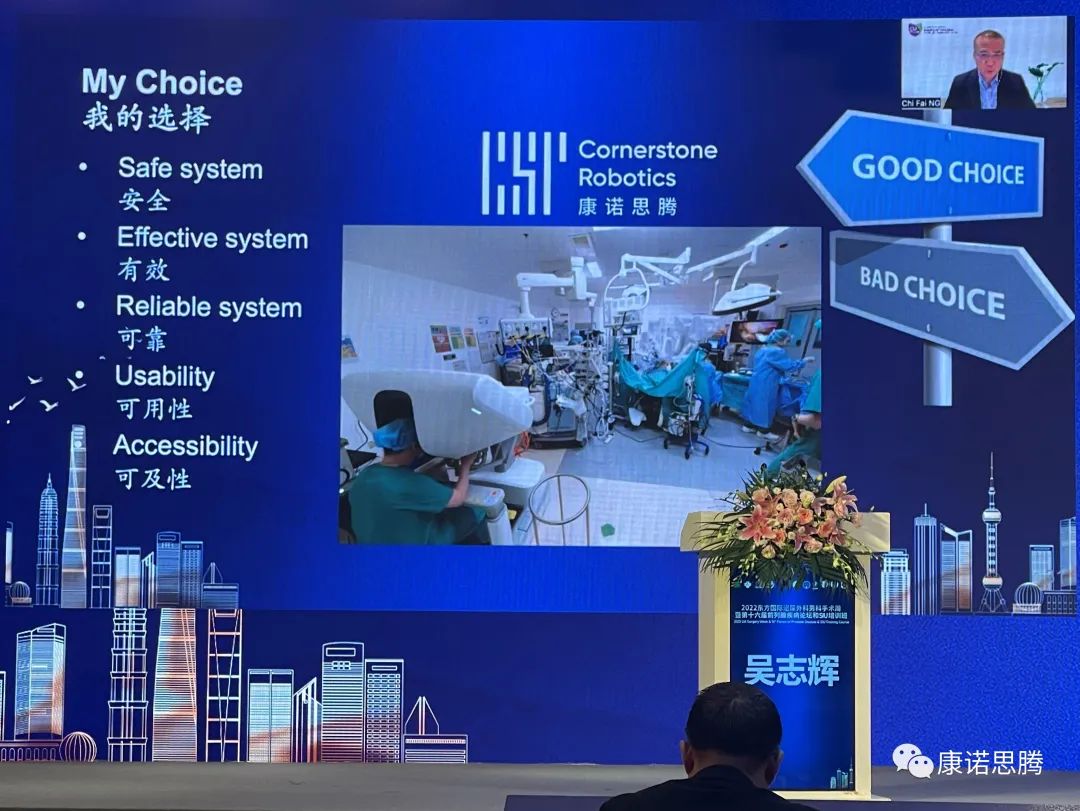 My Choice
我的选择
• Safe system
安全
• Effective system
有效
• Reliable system
可靠
• Usability
可用性
Accessibility
可及性
Cornerstone
Robotics
康诺思腾
Chi Fai NG
GOOD CHOICE
BAD CHOICE
2022东方国际泌尿外科男科手术周
暨第十六届前列腺疾病论坛和SIU培训班
吴志辉
康诺思腾